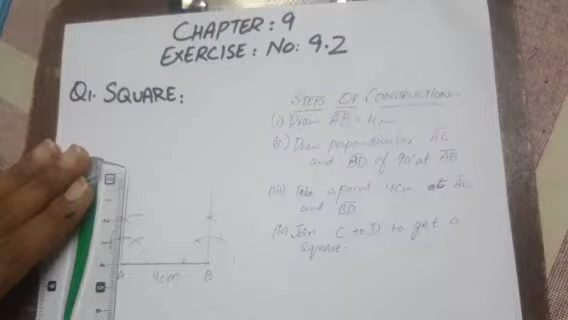 CHAPTER : 9
EXERCISE : No: 9.2
Q1. SQUARE :
STEPS OF CONSTRUCTION
(i) Draw AB = 4cm
(ii) Draw perpendicular AC
and BD of 90° at AB
(iii) Take a point 4cm at AC
and BD
(iv) Join C to D to get a
square.
A 4cm B